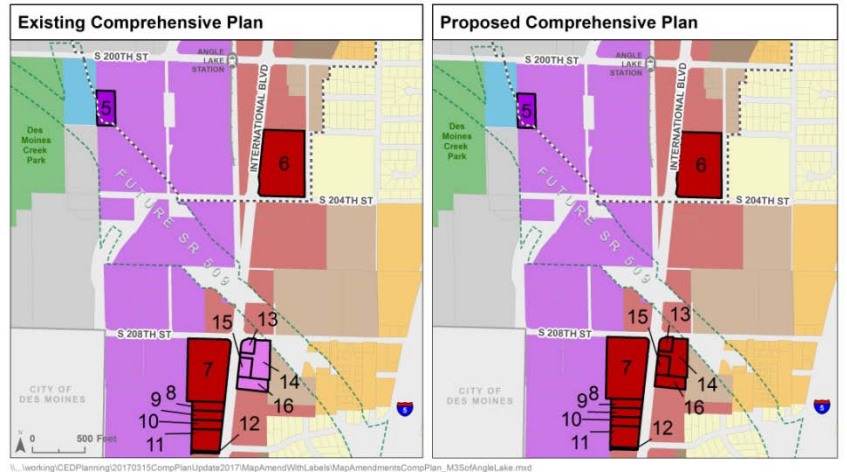 Existing Comprehensive Plan
S 200TH ST
ANGLE
LAKE
STATION
INTERNATIONAL BLVD
5
Des
Moines
Creek
Park
6
S 204TH ST
FUTURE SR 509
15
13
S 208TH ST
7
14
16
9
8
10
11
12
CITY OF
DES MOINES
5
N
0
500 Feet
Proposed Comprehensive Plan
S 200TH ST
ANGLE
LAKE
STATION
INTERNATIONAL BLVD
5
Des
Moines
Creek
Park
6
S 204TH ST
FUTURE SR 509
15
13
S 208TH ST
7
14
16
9
8
10
11
12
CITY OF
DES MOINES
5
\\...\working\CEDPlanning\20170315CompPlanUpdate2017\MapAmendWithLabels\MapAmendmentsCompPlan_M3SofAngleLake.mxd